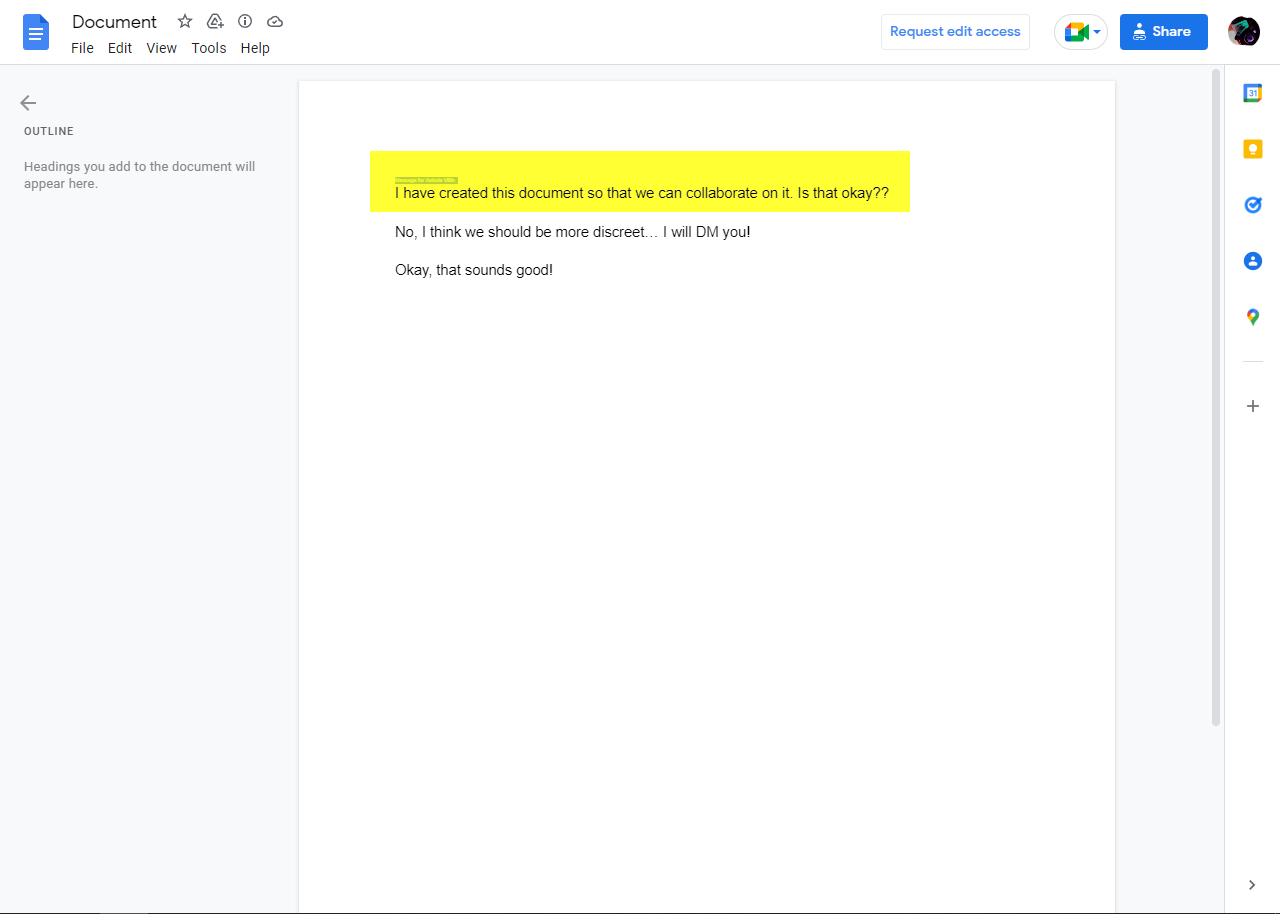 Document
File Edit View Tools Help
Request edit access
Share
31
OUTLINE
Headings you add to the document will
appear here.
I have created this document so that we can collaborate on it. Is that okay??
No, I think we should be more discreet… I will DM you!
Okay, that sounds good!